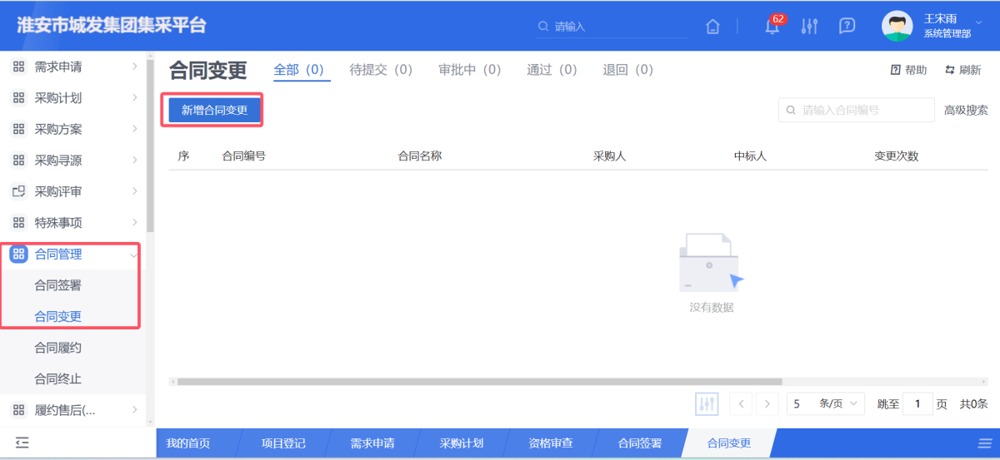 淮安市城发集团集采平台
请输入
62
王宋雨
系统管理部
需求申请
采购计划
采购方案
采购寻源
采购评审
特殊事项
合同管理
合同签署
合同变更
合同履约
合同终止
履约售后(...
合同变更
全部（0）
待提交（0）
审批中（0）
通过（0）
退回（0）
帮助
刷新
新增合同变更
请输入合同编号
高级搜索
序 合同编号 合同名称 采购人 中标人 变更次数
没有数据
5 条/页 跳至 1 页 共0条
我的首页 项目登记 需求申请 采购计划 资格审查 合同签署 合同变更